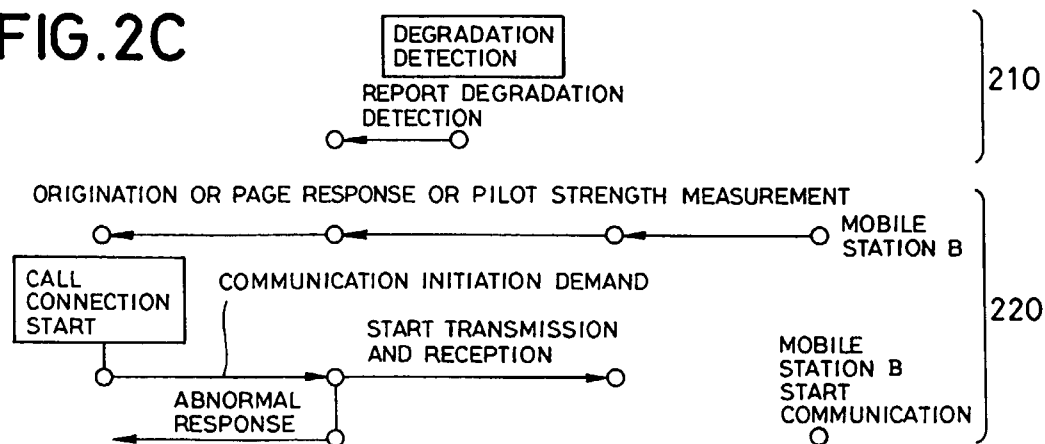 FIG.2C
DEGRADATION
DETECTION
210
REPORT DEGRADATION
DETECTION
ORIGINATION OR PAGE RESPONSE OR PILOT STRENGTH MEASUREMENT
MOBILE
STATION B
CALL
CONNECTION
START
COMMUNICATION INITIATION DEMAND
220
START TRANSMISSION
AND RECEPTION
MOBILE
STATION B
START
COMMUNICATION
ABNORMAL
RESPONSE